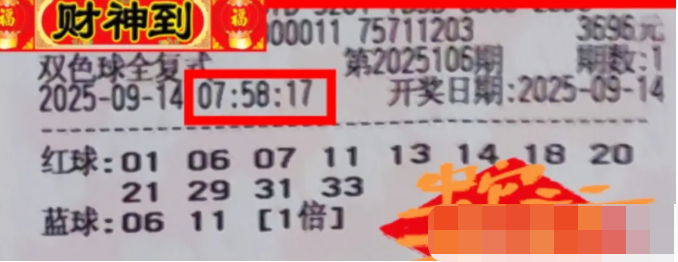 财神到
福
福
000011 75711203 3696元
双色球全复式 第2025106期 期数:1
2025-09-14 07:58:17 开奖日期:2025-09-14
红球:01 06 07 11 13 14 18 20
21 29 31 33
蓝球:06 11 [1倍]